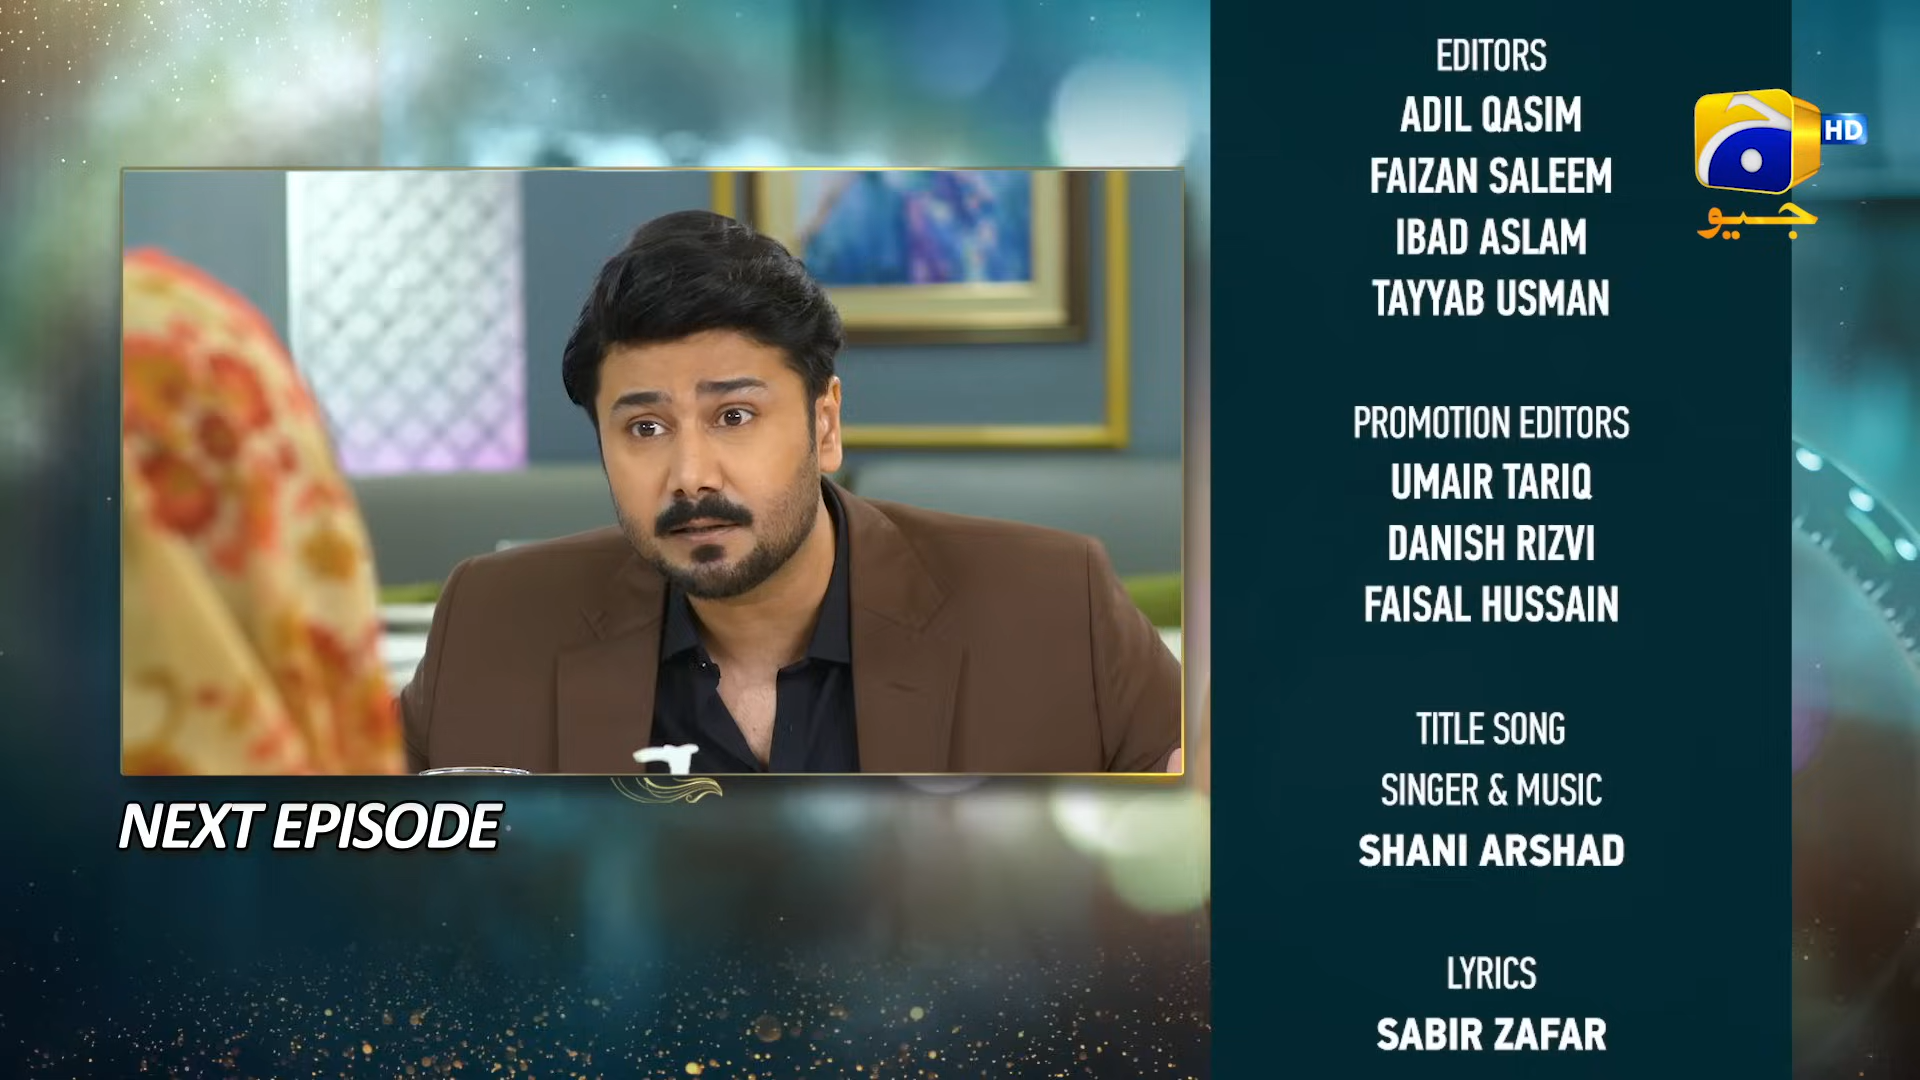 NEXT EPISODE
EDITORS
ADIL QASIM
FAIZAN SALEEM
IBAD ASLAM
TAYYAB USMAN
PROMOTION EDITORS
UMAIR TARIQ
DANISH RIZVI
FAISAL HUSSAIN
TITLE SONG
SINGER & MUSIC
SHANI ARSHAD
LYRICS
SABIR ZAFAR
HD
جیو